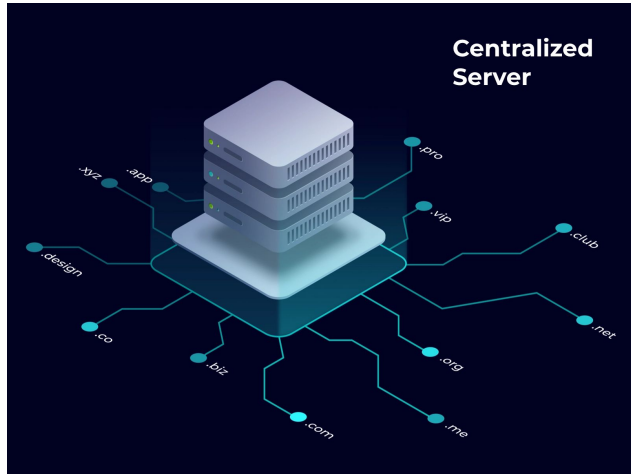 Centralized
Server
.pro
.app
.xyz
.vip
.club
.design
.net
.co
.org
.biz
.com
.me